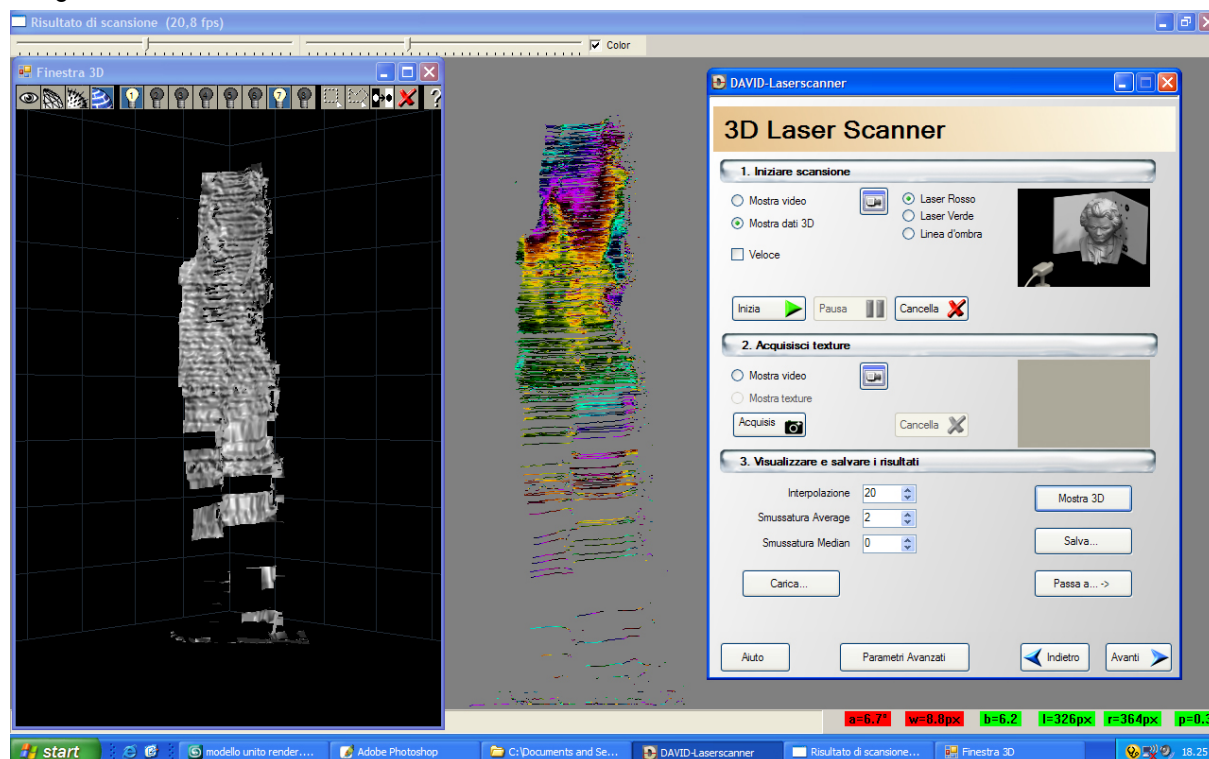 Risultato di scansione (20,8 fps)
Color
Finestra 3D
DAVID-Laserscanner
3D Laser Scanner
1. Iniziare scansione
Mostra video
Mostra dati 3D
Veloce
Laser Rosso
Laser Verde
Linea d'ombra
Inizia
Pausa
Cancella
2. Acquisisci texture
Mostra video
Mostra texture
Acquisis
Cancella
3. Visualizzare e salvare i risultati
Interpolazione 20
Smussatura Average 2
Smussatura Median 0
Mostra 3D
Salva...
Carica...
Passa a... ->
Aiuto
Parametri Avanzati
Indietro
Avanti
a=6.7° w=8.8px b=6.2 l=326px r=364px p=0.3
start
modello unito render....
Adobe Photoshop
C:\Documents and Se...
DAVID-Laserscanner
Risultato di scansione...
Finestra 3D
18.25